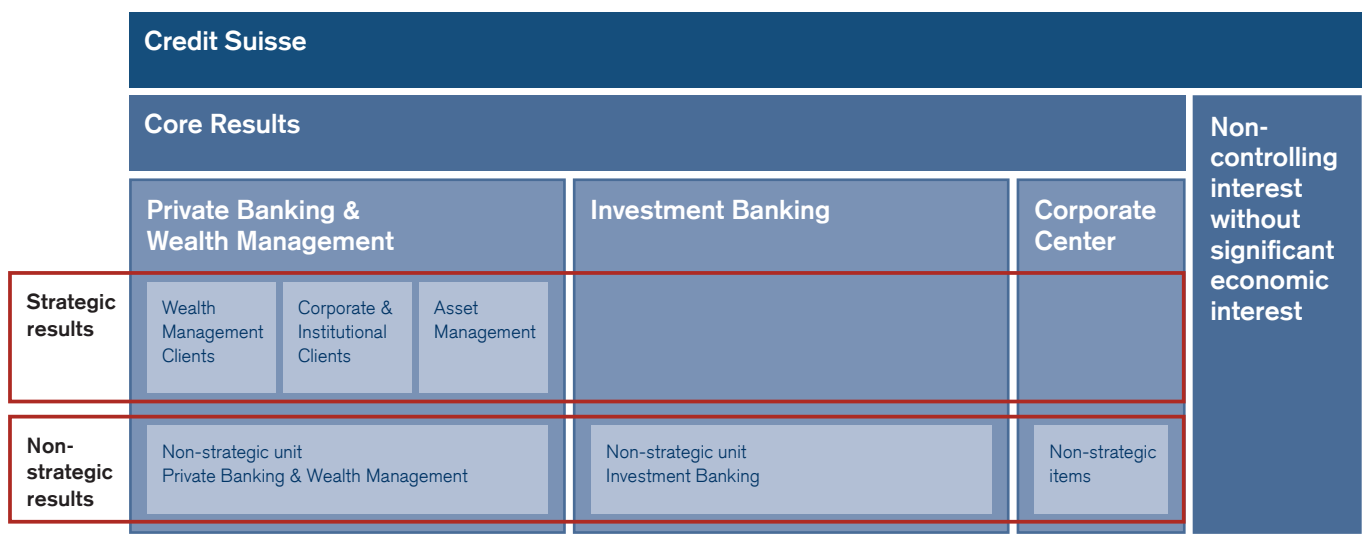 Credit Suisse
Core Results
Non-
controlling
interest
without
significant
economic
interest
Private Banking &
Wealth Management
Investment Banking
Corporate
Center
Strategic
results
Wealth
Management
Clients
Corporate &
Institutional
Clients
Asset
Management
Non-
strategic
results
Non-strategic unit
Private Banking & Wealth Management
Non-strategic unit
Investment Banking
Non-strategic
items